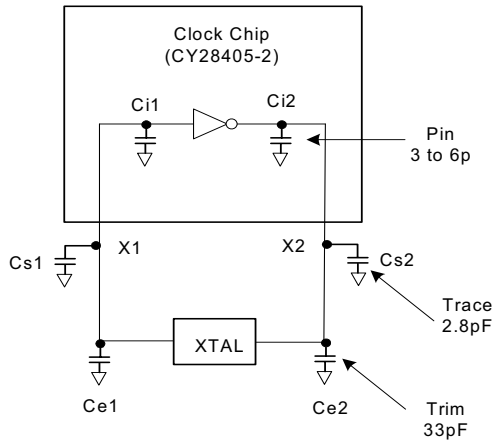 Clock Chip
(CY28405-2)
Ci1
Ci2
Pin
3 to 6p
X1
X2
Cs1
Cs2
Trace
2.8pF
XTAL
Ce1
Ce2
Trim
33pF